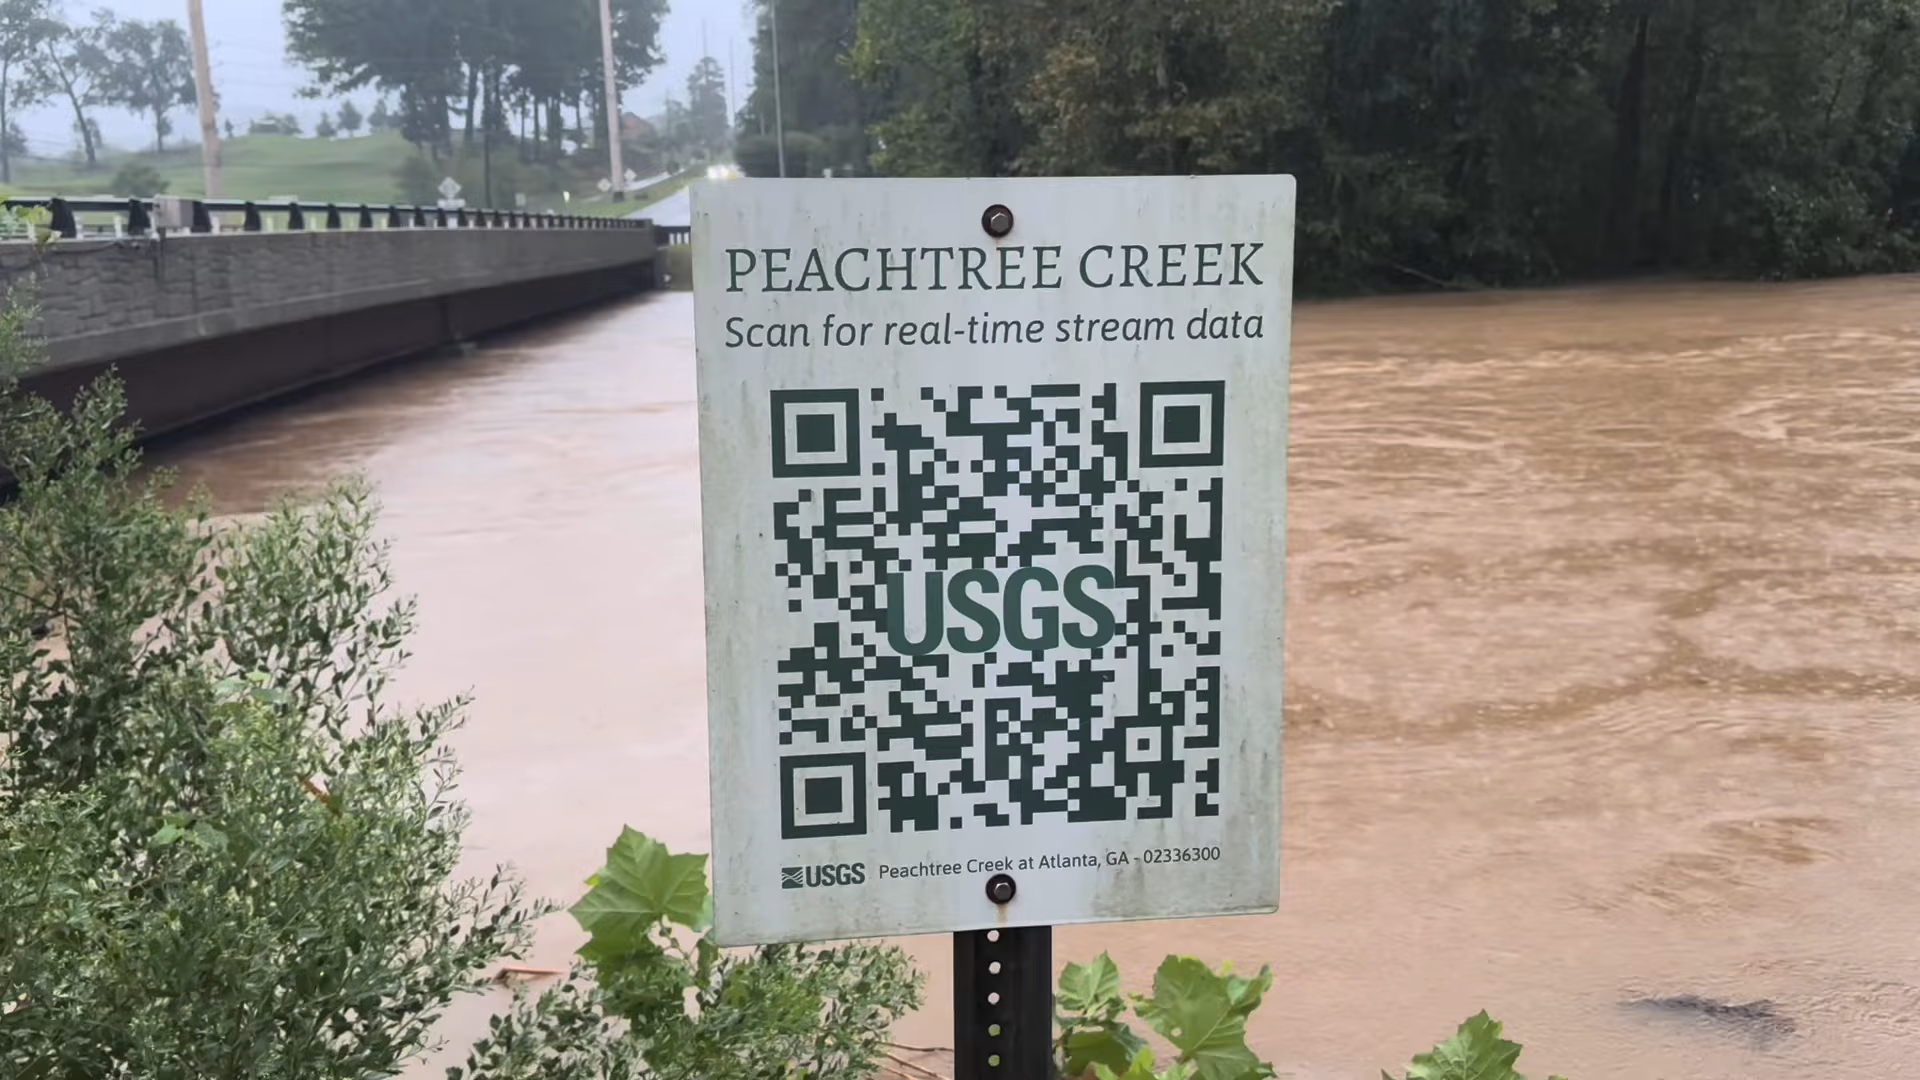 PEACHTREE CREEK
Scan for real-time stream data
USGS
USGS Peachtree Creek at Atlanta, GA - 02336300